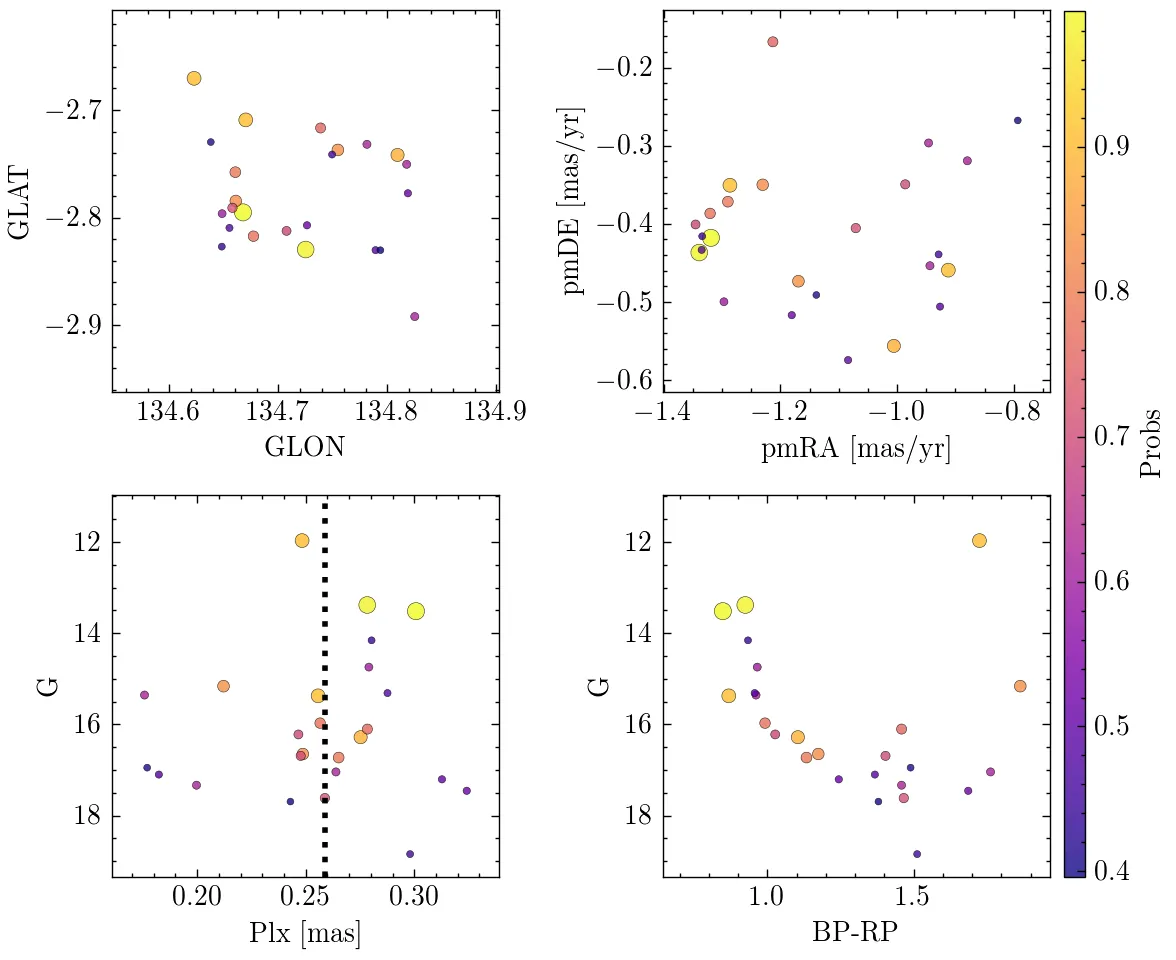 −2.7
−2.8
−2.9
GLAT
134.6 134.7 134.8 134.9
GLON
−0.2
−0.3
−0.4
−0.5
−0.6
pmDE [mas/yr]
−1.4 −1.2 −1.0 −0.8
pmRA [mas/yr]
12
14
16
18
G
0.20 0.25 0.30
Plx [mas]
12
14
16
18
G
1.0 1.5
BP-RP
0.9
0.8
0.7
0.6
0.5
0.4
Probs